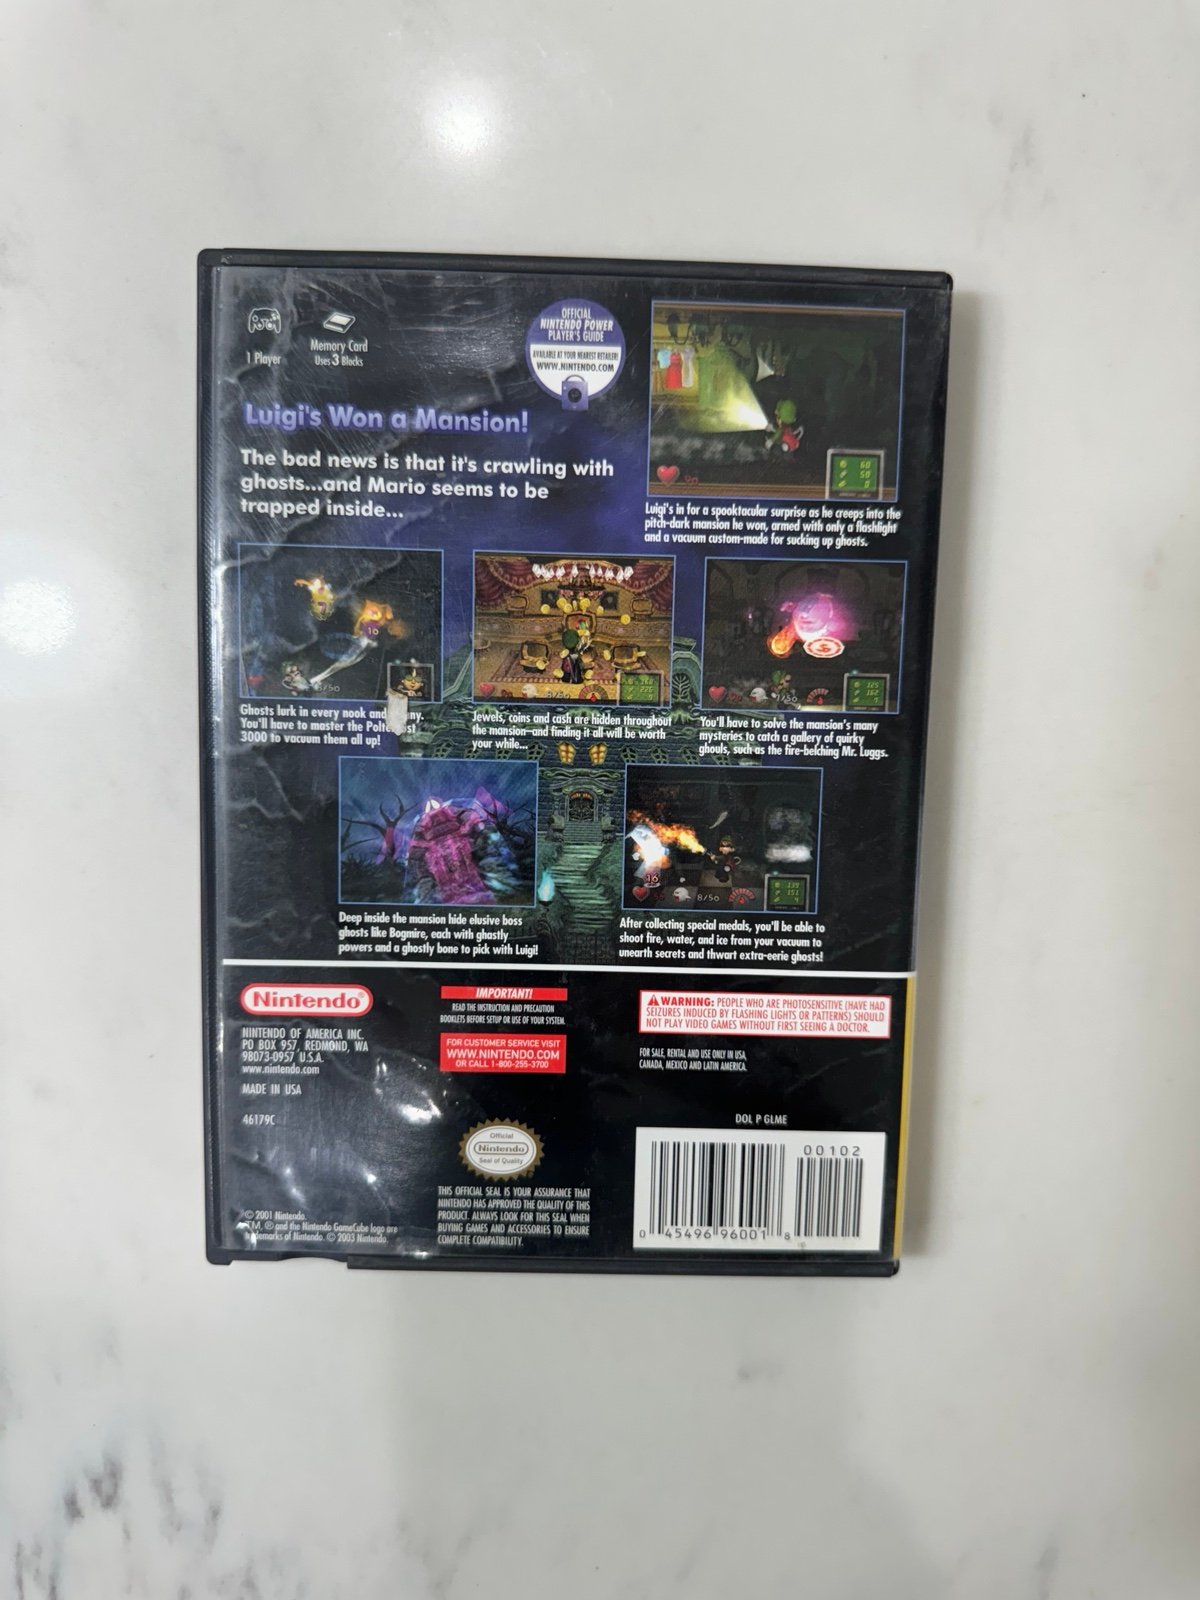 1 Player
Memory Card
Uses 3 Blocks
OFFICIAL
NINTENDO POWER
PLAYER'S GUIDE
AVAILABLE AT YOUR NEAREST RETAILER!
WWW.NINTENDO.COM
Luigi's Won a Mansion!
The bad news is that it's crawling with
ghosts...and Mario seems to be
trapped inside...
60
50
0
Luigi's in for a spooktacular surprise as he creeps into the
pitch-dark mansion he won, armed with only a flashlight
and a vacuum custom-made for sucking up ghosts.
10
Ghosts lurk in every nook and
You'll have to master the
3000 to vacuum them all up!
Jewels, coins and cash are hidden throughout
the mansion–and finding it all will be worth
your while...
You'll have to solve the mansion's many
mysteries to catch a gallery of quirky
ghouls, such as the fire-belching Mr. Luggs.
Deep inside the mansion hide elusive boss
ghosts like Bogmire, each with ghastly
powers and a ghostly bone to pick with Luigi!
16
8/50
After collecting special medals, you'll be able to
shoot fire, water, and ice from your vacuum to
unearth secrets and thwart extra-eerie ghosts!
Nintendo®
NINTENDO OF AMERICA INC.
PO BOX 957, REDMOND, WA
98073-0957 U.S.A.
www.nintendo.com
MADE IN USA
46179C
IMPORTANT!
READ THE INSTRUCTION AND PRECAUTION
BOOKLETS BEFORE SETUP OR USE OF YOUR SYSTEM.
FOR CUSTOMER SERVICE VISIT
WWW.NINTENDO.COM
OR CALL 1-800-255-3700
WARNING: PEOPLE WHO ARE PHOTOSENSITIVE (HAVE HAD
SEIZURES INDUCED BY FLASHING LIGHTS OR PATTERNS) SHOULD
NOT PLAY VIDEO GAMES WITHOUT FIRST SEEING A DOCTOR.
FOR SALE, RENTAL AND USE ONLY IN USA,
CANADA, MEXICO AND LATIN AMERICA.
Official
Nintendo
Seal of Quality
THIS OFFICIAL SEAL IS YOUR ASSURANCE THAT
NINTENDO HAS APPROVED THE QUALITY OF THIS
PRODUCT. ALWAYS LOOK FOR THIS SEAL WHEN
BUYING GAMES AND ACCESSORIES TO ENSURE
COMPLETE COMPATIBILITY.
© 2001 Nintendo.
TM, ® and the Nintendo GameCube logo are
trademarks of Nintendo. © 2003 Nintendo.
DOL P GLME
00102
0 45496 96001 8